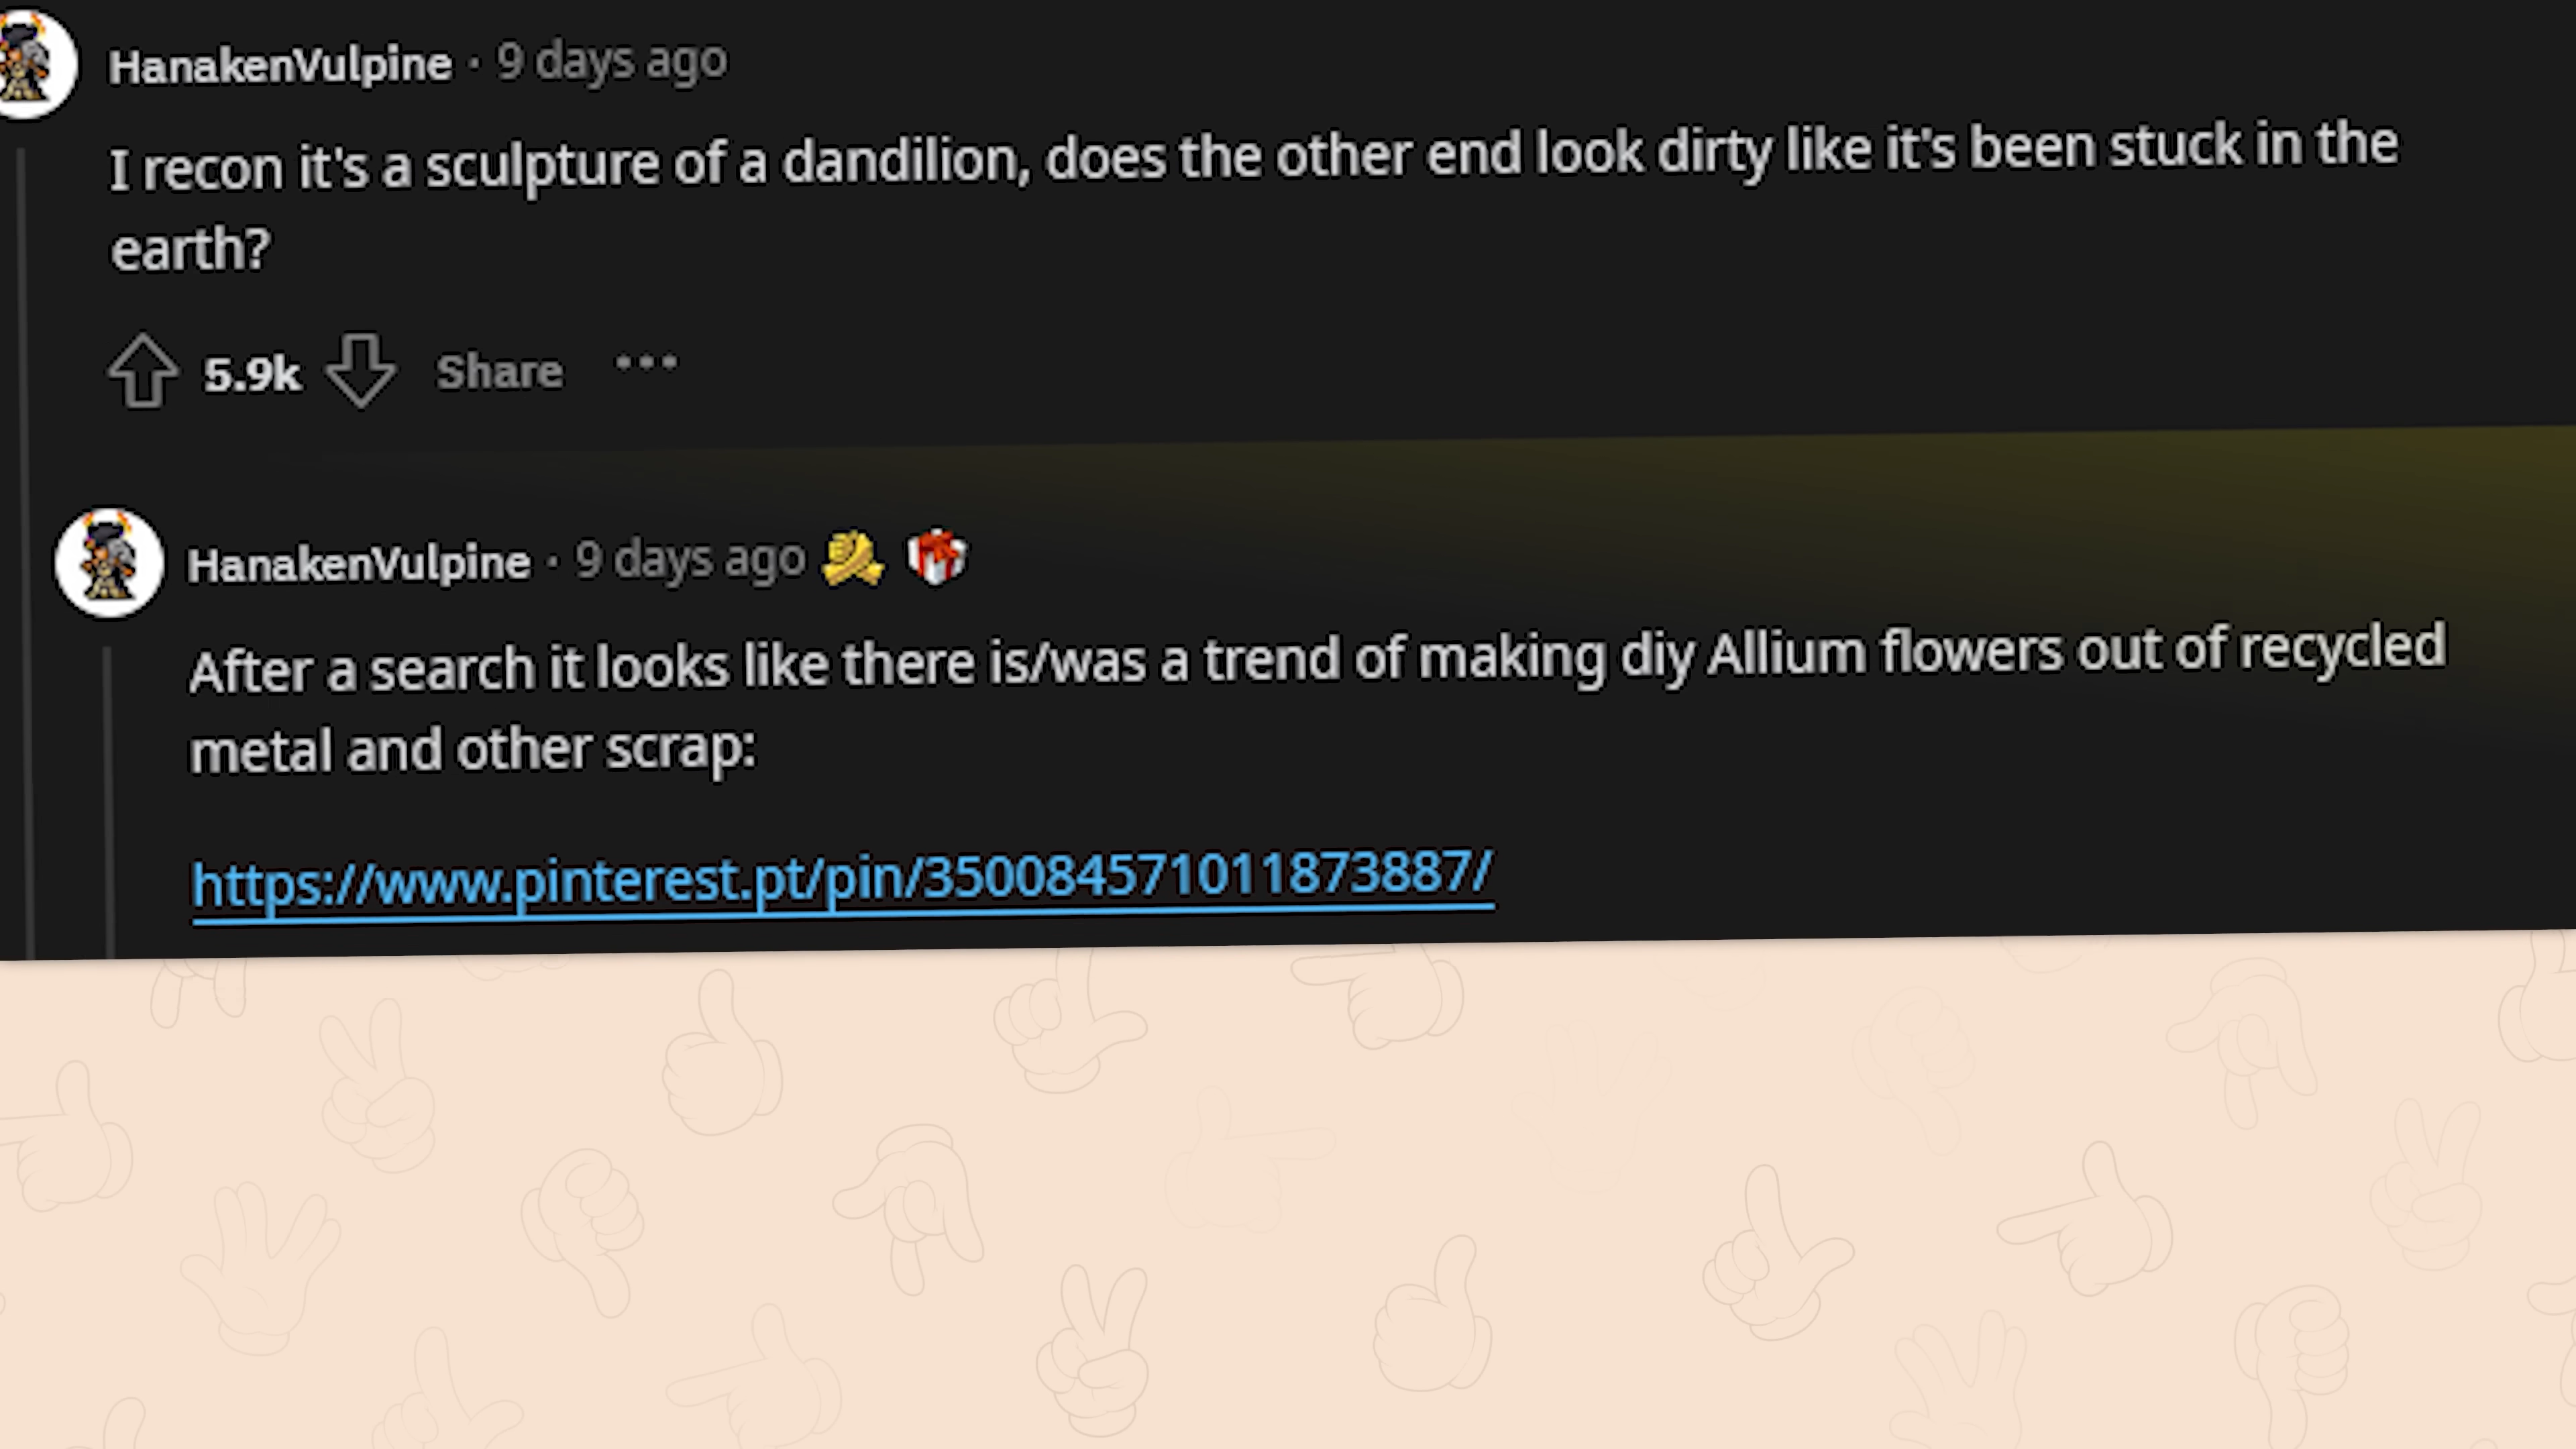 HanakenVulpine · 9 days ago
I recon it's a sculpture of a dandilion, does the other end look dirty like it's been stuck in the
earth?
5.9k Share ···
HanakenVulpine · 9 days ago
After a search it looks like there is/was a trend of making diy Allium flowers out of recycled
metal and other scrap:
https://www.pinterest.pt/pin/350084571011873887/